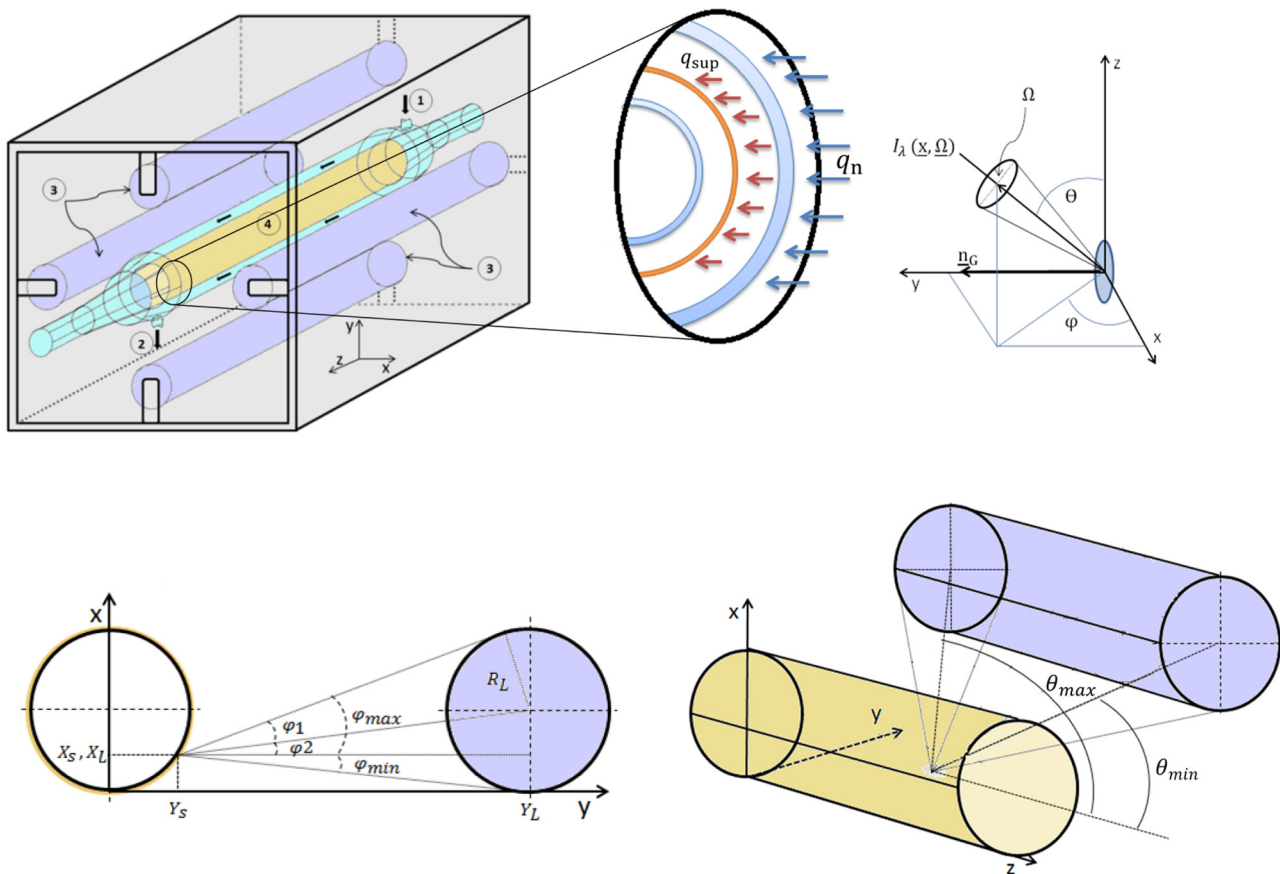 1
3
4
3
2
y
z
x
q_sup
q_n
z
Ω
I_λ (x, Ω)
Θ
n_G
y
φ
x
x
R_L
φ1
φ_max
φ2
X_s , X_L
φ_min
Y_s
Y_L
y
x
θ_max
y
θ_min
z